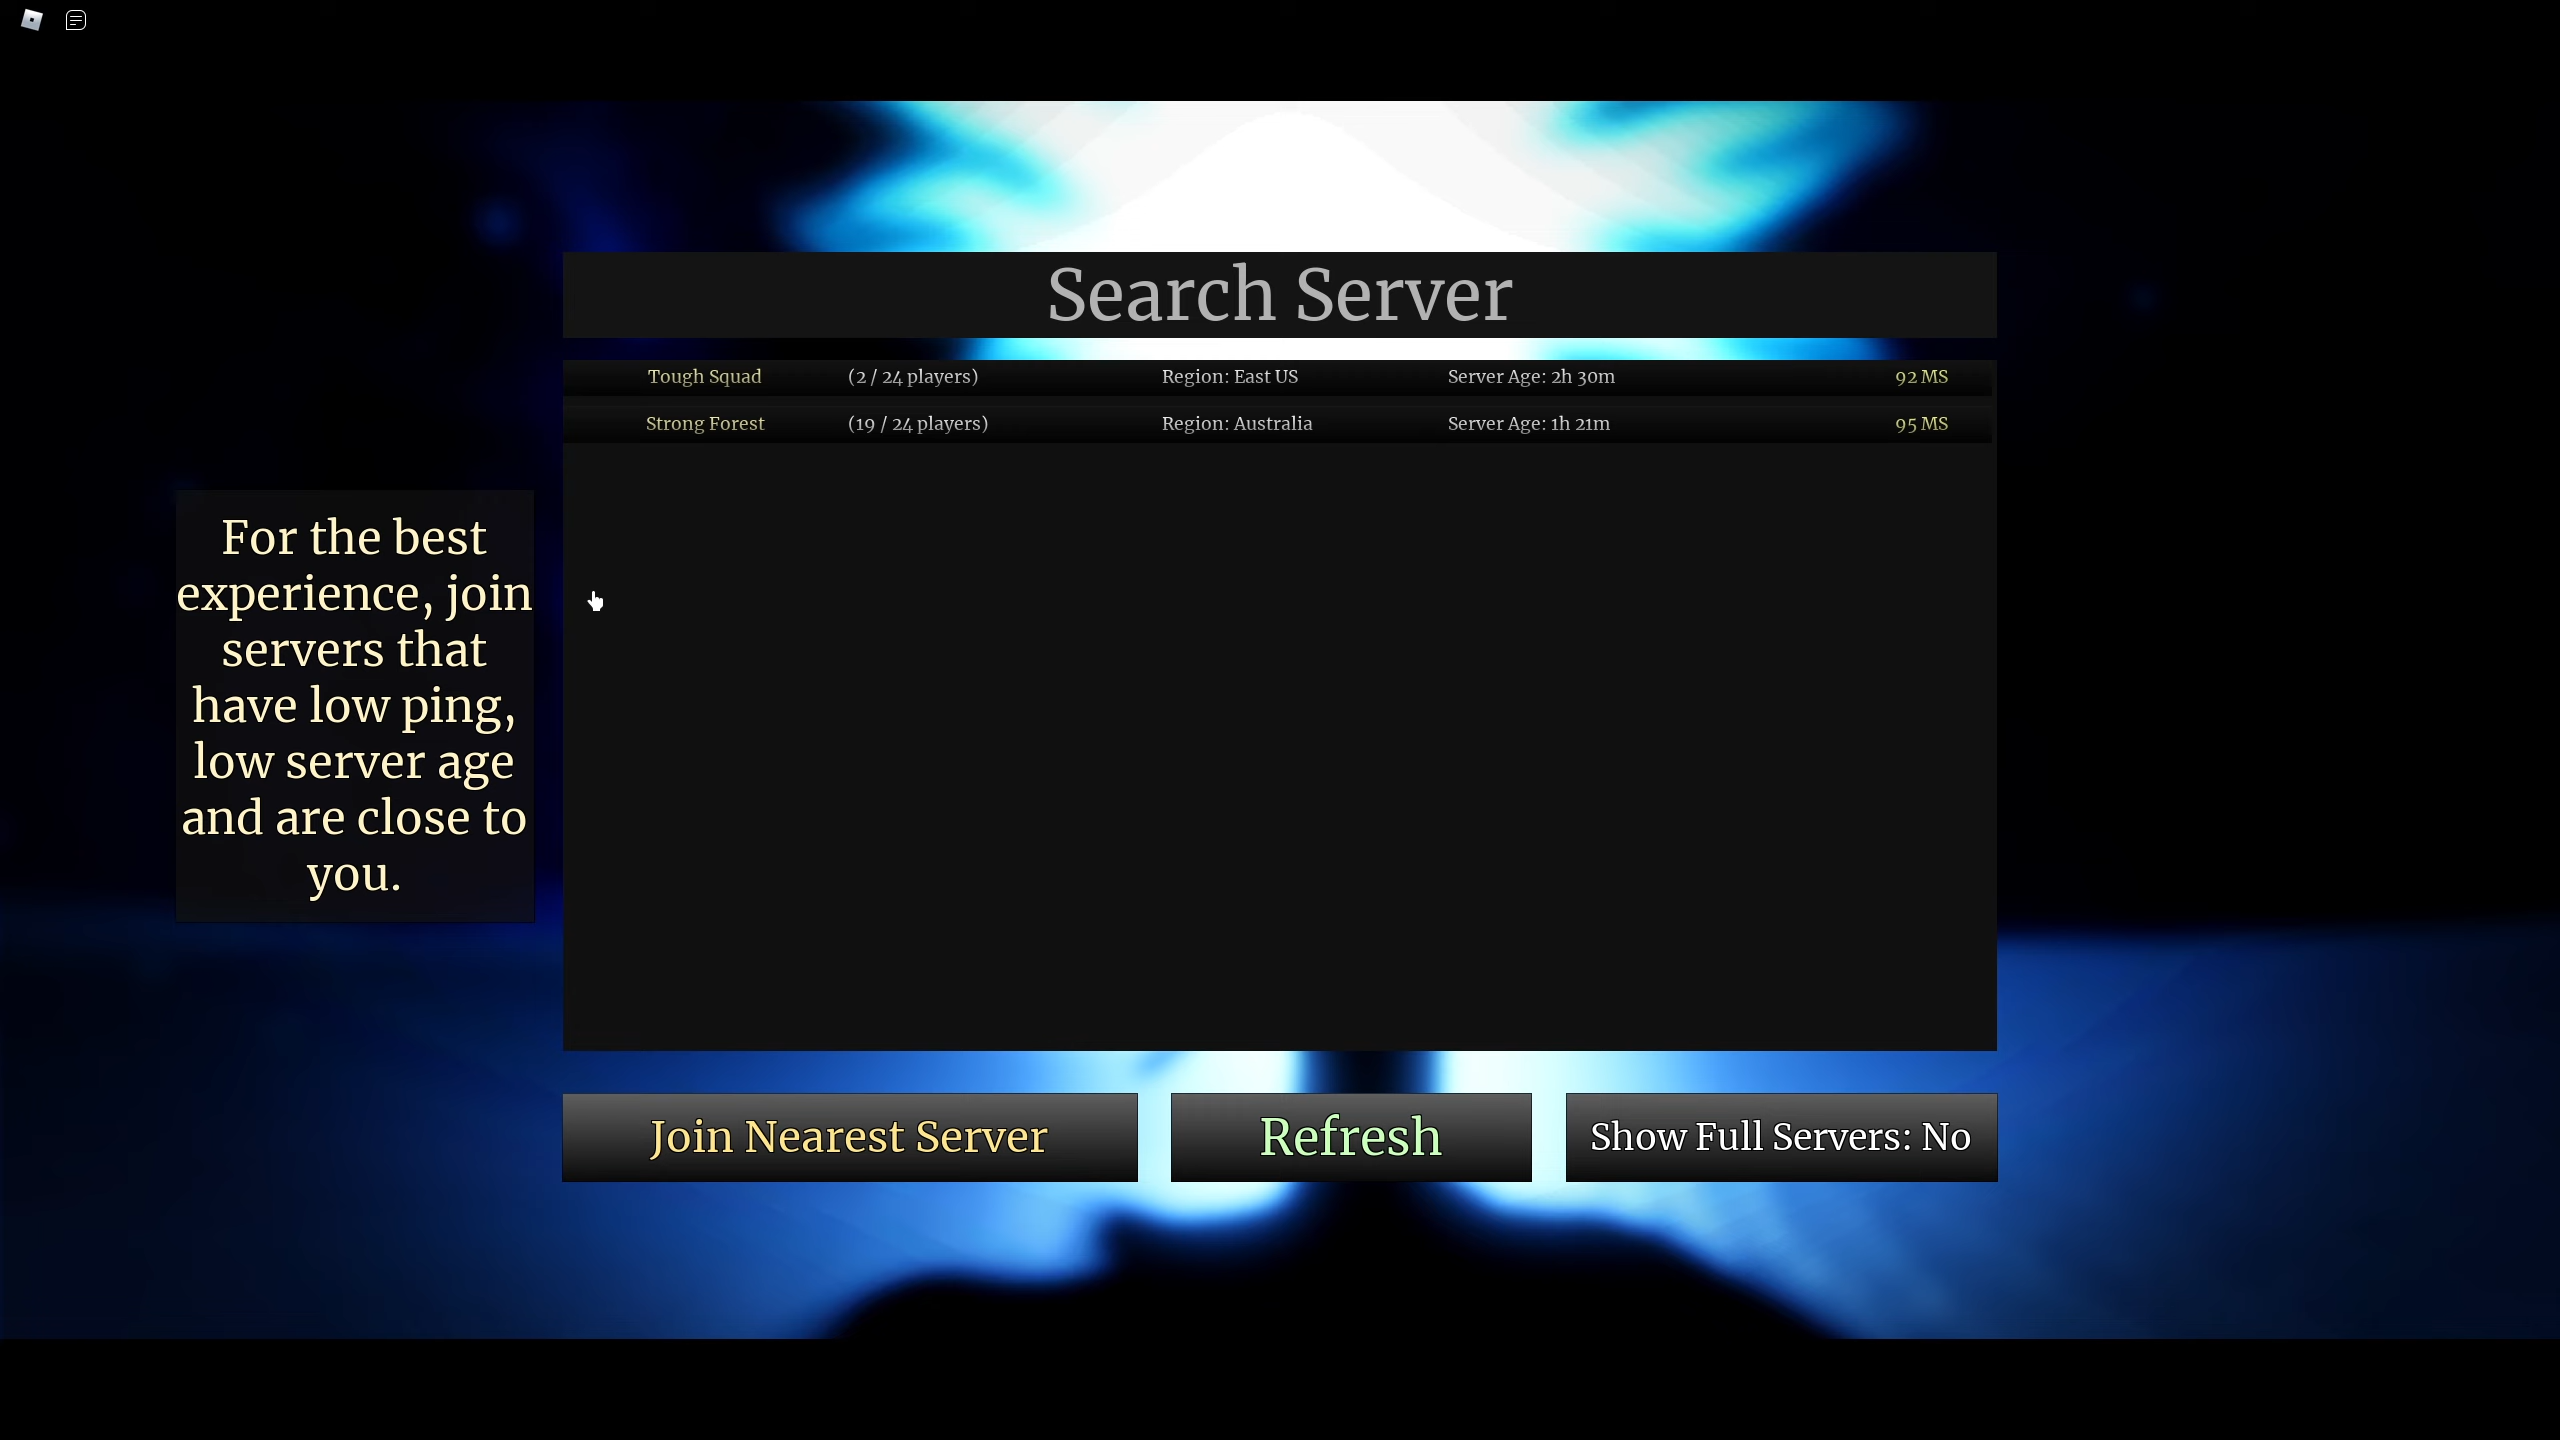 Search Server
Tough Squad (2 / 24 players) Region: East US Server Age: 2h 30m 92 MS
Strong Forest (19 / 24 players) Region: Australia Server Age: 1h 21m 95 MS
For the best
experience, join
servers that
have low ping,
low server age
and are close to
you.
Join Nearest Server
Refresh
Show Full Servers: No